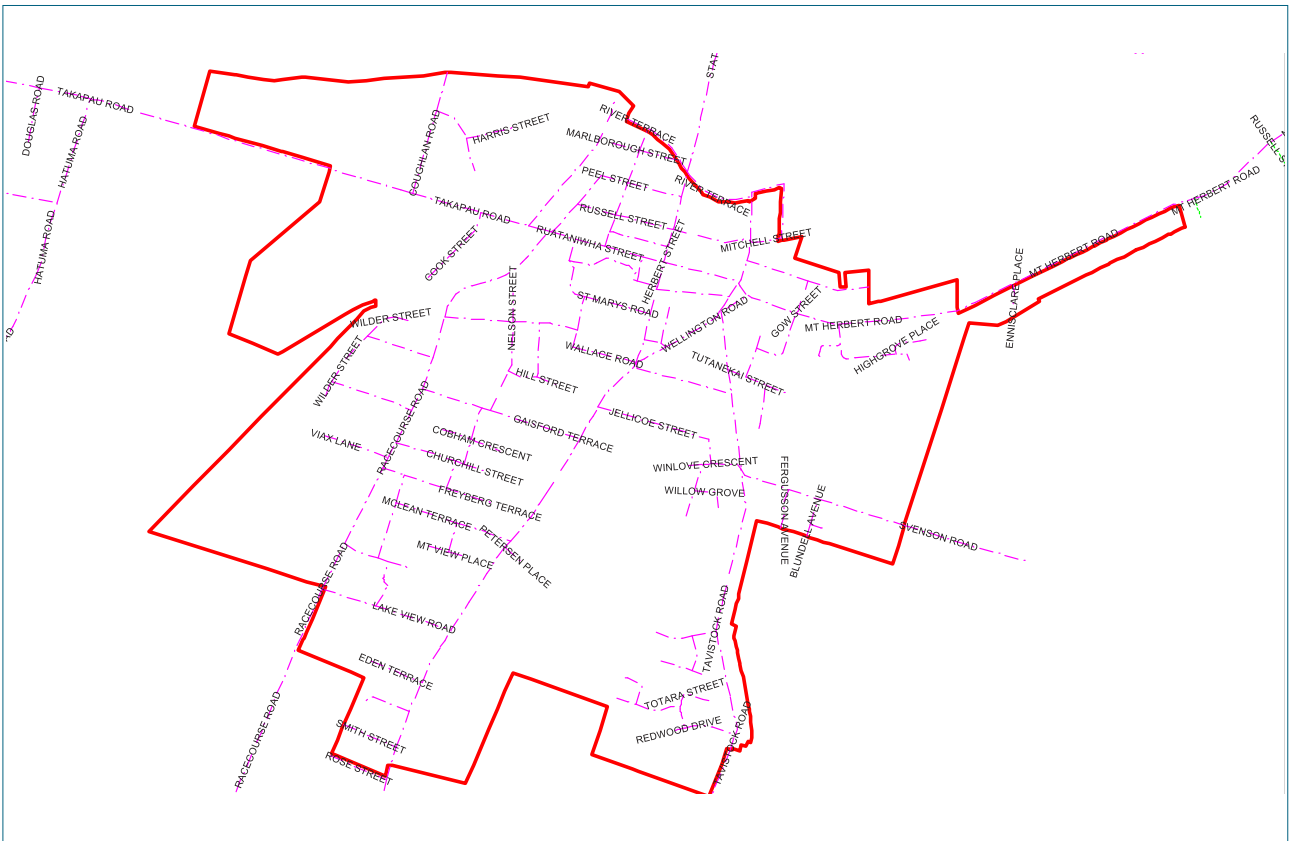 STAT
DOUGLAS ROAD
TAKAPAU ROAD
HATUMA ROAD
HATUMA ROAD
COUGHLAN ROAD
HARRIS STREET
RIVER TERRACE
MARLBOROUGH STREET
PEEL STREET
RIVER TERRACE
RUSSELL S
MT HERBERT ROAD
TAKAPAU ROAD
RUSSELL STREET
RUATANIWHA STREET
MITCHELL STREET
MT HERBERT ROAD
COOK STREET
HERBERT STREET
ENNISCLARE PLACE
NELSON STREET
ST MARYS ROAD
WELLINGTON ROAD
GOW STREET
MT HERBERT ROAD
HIGHGROVE PLACE
WILDER STREET
WILDER STREET
WALLACE ROAD
TUTANEKAI STREET
HILL STREET
RACECOURSE ROAD
GAISFORD TERRACE
JELLICOE STREET
VIAX LANE
COBHAM CRESCENT
CHURCHILL STREET
WINLOVE CRESCENT
WILLOW GROVE
FERGUSSON AVENUE
BLUNDELL AVENUE
SVENSON ROAD
FREYBERG TERRACE
MCLEAN TERRACE
PETERSEN PLACE
MT VIEW PLACE
RACECOURSE ROAD
LAKE VIEW ROAD
TAVISTOCK ROAD
EDEN TERRACE
TOTARA STREET
REDWOOD DRIVE
TAVISTOCK ROAD
RACECOURSE ROAD
SMITH STREET
ROSE STREET